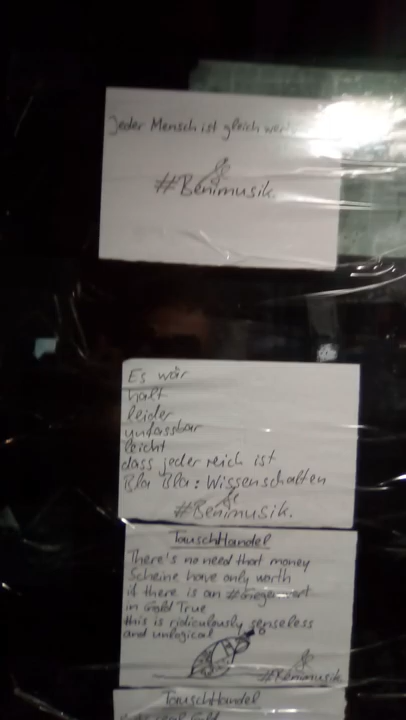 Jeder Mensch ist gleich
#Benimusik.
Es wär
halt
leider
unfassbar
leicht
dass jeder reich ist
Bla Bla: Wissenschaften
#Benimusik.
TauschHandel
There's no need that money
Scheine have only worth
if there is an
in Gold True
this is ridiculously senseless
and unlogical
#Benimusik
TauschHandel